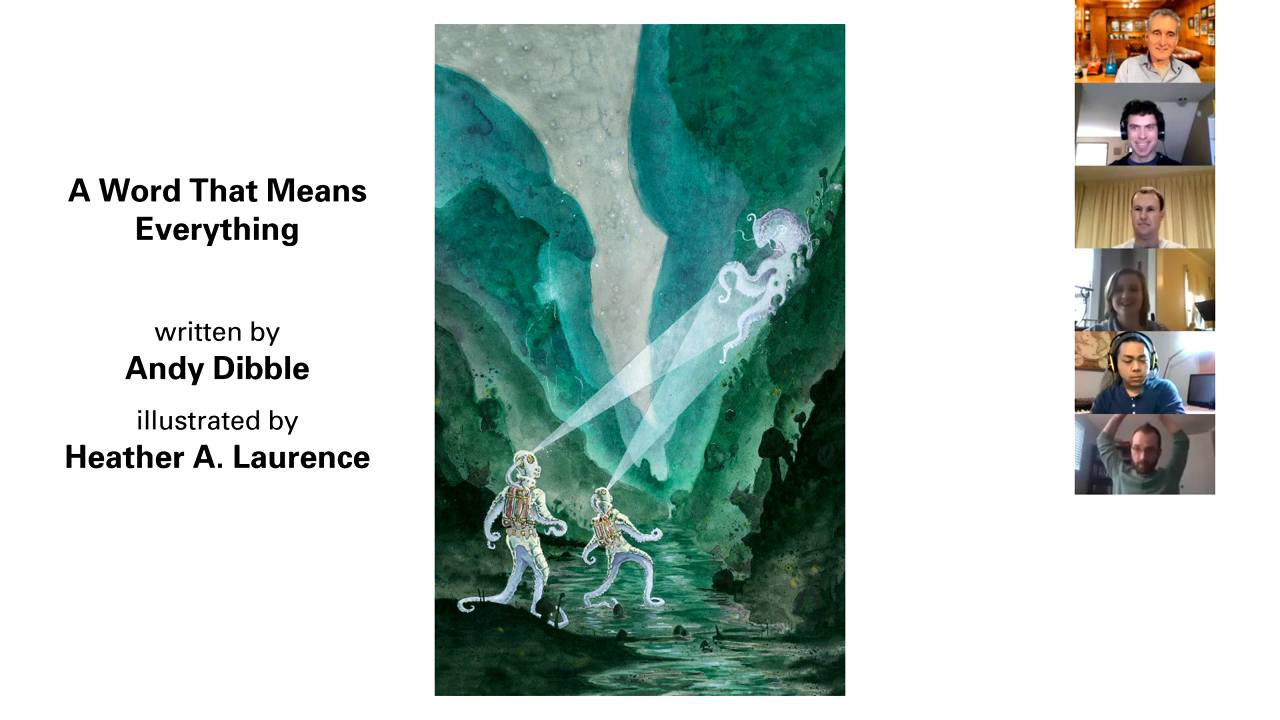 A Word That Means
Everything
written by
Andy Dibble
illustrated by
Heather A. Laurence